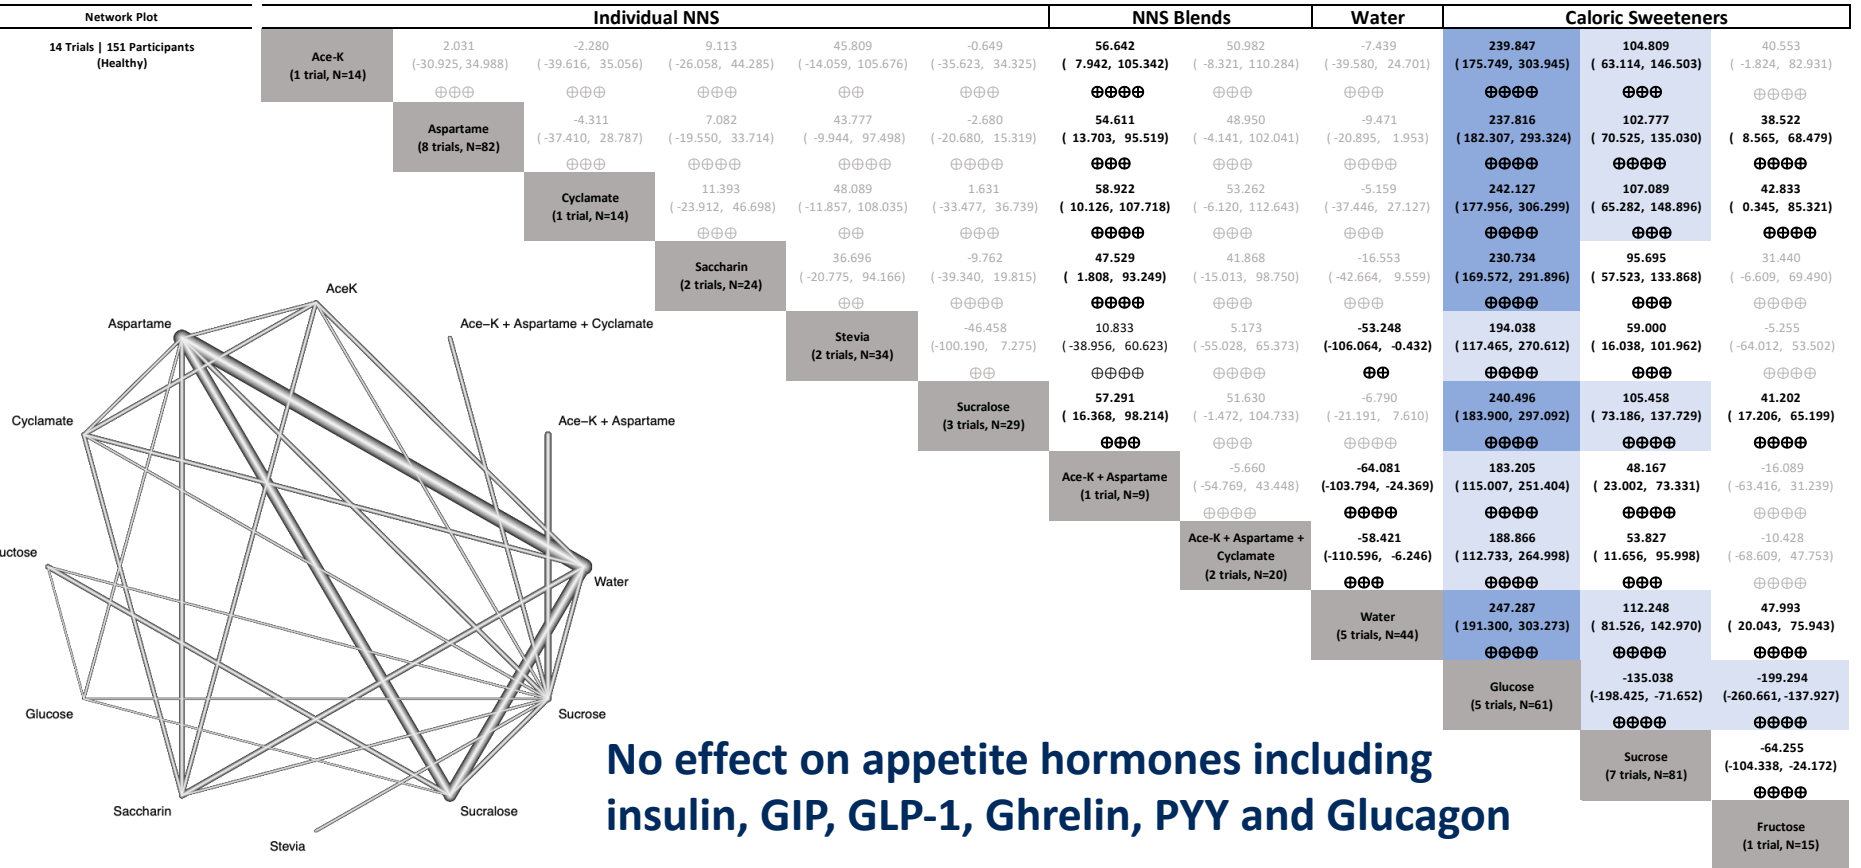 Network Plot
Individual NNS
NNS Blends
Water
Caloric Sweeteners
14 Trials | 151 Participants
(Healthy)
Ace-K
(1 trial, N=14)
2.031 -2.280 9.113 45.809 -0.649 56.642 50.982 -7.439 239.847 104.809 40.553
(-30.925, 34.988) (-39.616, 35.056) (-26.058, 44.285) (-14.059, 105.676) (-35.623, 34.325) ( 7.942, 105.342) ( -8.321, 110.284) (-39.580, 24.701) (175.749, 303.945) ( 63.114, 146.503) ( -1.824, 82.931)
⊕⊕⊕ ⊕⊕⊕ ⊕⊕⊕ ⊕⊕ ⊕⊕⊕ ⊕⊕⊕⊕ ⊕⊕⊕ ⊕⊕⊕ ⊕⊕⊕⊕ ⊕⊕⊕ ⊕⊕⊕⊕
Aspartame
(8 trials, N=82)
-4.311 7.082 43.777 -2.680 54.611 48.950 -9.471 237.816 102.777 38.522
(-37.410, 28.787) (-19.550, 33.714) ( -9.944, 97.498) (-20.680, 15.319) ( 13.703, 95.519) ( -4.141, 102.041) ( -20.895, 1.953) (182.307, 293.324) ( 70.525, 135.030) ( 8.565, 68.479)
⊕⊕⊕ ⊕⊕⊕⊕ ⊕⊕⊕⊕ ⊕⊕⊕⊕ ⊕⊕⊕ ⊕⊕⊕ ⊕⊕⊕⊕ ⊕⊕⊕⊕ ⊕⊕⊕⊕ ⊕⊕⊕⊕
Cyclamate
(1 trial, N=14)
11.393 48.089 1.631 58.922 53.262 -5.159 242.127 107.089 42.833
(-23.912, 46.698) (-11.857, 108.035) (-33.477, 36.739) ( 10.126, 107.718) ( -6.120, 112.643) (-37.446, 27.127) (177.956, 306.299) ( 65.282, 148.896) ( 0.345, 85.321)
⊕⊕⊕ ⊕⊕ ⊕⊕⊕ ⊕⊕⊕⊕ ⊕⊕⊕ ⊕⊕⊕ ⊕⊕⊕⊕ ⊕⊕⊕ ⊕⊕⊕⊕
Saccharin
(2 trials, N=24)
36.696 -9.762 47.529 41.868 -16.553 230.734 95.695 31.440
( -20.775, 94.166) (-39.340, 19.815) ( 1.808, 93.249) (-15.013, 98.750) ( -42.664, 9.559) (169.572, 291.896) ( 57.523, 133.868) ( -6.609, 69.490)
⊕⊕ ⊕⊕⊕⊕ ⊕⊕⊕⊕ ⊕⊕⊕ ⊕⊕⊕ ⊕⊕⊕⊕ ⊕⊕⊕ ⊕⊕⊕⊕
Stevia
(2 trials, N=34)
-46.458 10.833 5.173 -53.248 194.038 59.000 -5.255
(-100.190, 7.275) (-38.956, 60.623) (-55.028, 65.373) (-106.064, -0.432) (117.465, 270.612) ( 16.038, 101.962) ( -64.012, 53.502)
⊕⊕ ⊕⊕⊕⊕ ⊕⊕⊕⊕ ⊕⊕ ⊕⊕⊕⊕ ⊕⊕⊕ ⊕⊕⊕⊕
Sucralose
(3 trials, N=29)
57.291 51.630 -6.790 240.496 105.458 41.202
( 16.368, 98.214) ( -1.472, 104.733) (-21.191, 7.610) (183.900, 297.092) ( 73.186, 137.729) ( 17.206, 65.199)
⊕⊕⊕ ⊕⊕⊕ ⊕⊕⊕⊕ ⊕⊕⊕⊕ ⊕⊕⊕⊕ ⊕⊕⊕⊕
Ace-K + Aspartame
(1 trial, N=9)
-5.660 -64.081 183.205 48.167 -16.089
( -54.769, 43.448) (-103.794, -24.369) (115.007, 251.404) ( 23.002, 73.331) (-63.416, 31.239)
⊕⊕⊕⊕ ⊕⊕⊕⊕ ⊕⊕⊕⊕ ⊕⊕⊕⊕ ⊕⊕⊕⊕
Ace-K + Aspartame +
Cyclamate
(2 trials, N=20)
-58.421 188.866 53.827 -10.428
(-110.596, -6.246) (112.733, 264.998) ( 11.656, 95.998) ( -68.609, 47.753)
⊕⊕⊕ ⊕⊕⊕⊕ ⊕⊕⊕ ⊕⊕⊕⊕
Water
(5 trials, N=44)
247.287 112.248 47.993
( 191.300, 303.273) ( 81.526, 142.970) ( 20.043, 75.943)
⊕⊕⊕⊕ ⊕⊕⊕⊕ ⊕⊕⊕⊕
Glucose
(5 trials, N=61)
-135.038 -199.294
(-198.425, -71.652) (-260.661, -137.927)
⊕⊕⊕⊕ ⊕⊕⊕⊕
Sucrose
(7 trials, N=81)
-64.255
(-104.338, -24.172)
⊕⊕⊕⊕
Fructose
(1 trial, N=15)
AceK
Aspartame
Ace–K + Aspartame + Cyclamate
Cyclamate
Ace–K + Aspartame
uctose
Water
Glucose
Sucrose
Saccharin
Sucralose
Stevia
No effect on appetite hormones including
insulin, GIP, GLP-1, Ghrelin, PYY and Glucagon